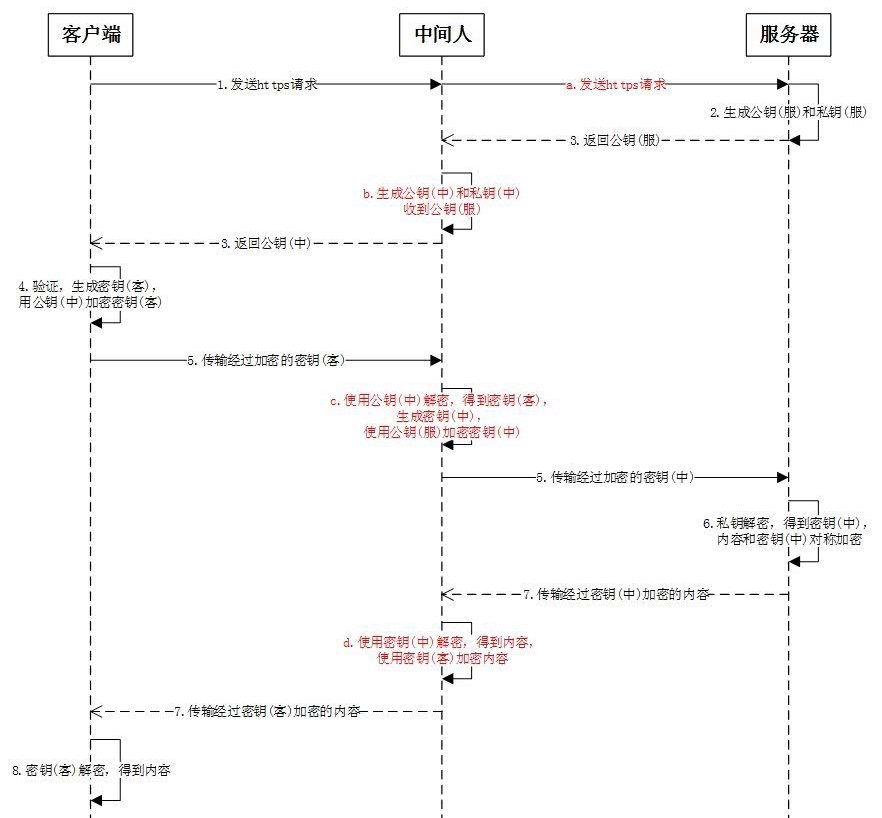 客户端
中间人
服务器
1.发送https请求
a.发送https请求
2.生成公钥(服)和私钥(服)
3.返回公钥(服)
b.生成公钥(中)和私钥(中)
收到公钥(服)
3.返回公钥(中)
4.验证，生成密钥(客)，
用公钥(中)加密密钥(客)
5.传输经过加密的密钥(客)
c.使用公钥(中)解密，得到密钥(客)，
生成密钥(中)，
使用公钥(服)加密密钥(中)
5.传输经过加密的密钥(中)
6.私钥解密，得到密钥(中)，
内容和密钥(中)对称加密
7.传输经过密钥(中)加密的内容
d.使用密钥(中)解密，得到内容，
使用密钥(客)加密内容
7.传输经过密钥(客)加密的内容
8.密钥(客)解密，得到内容